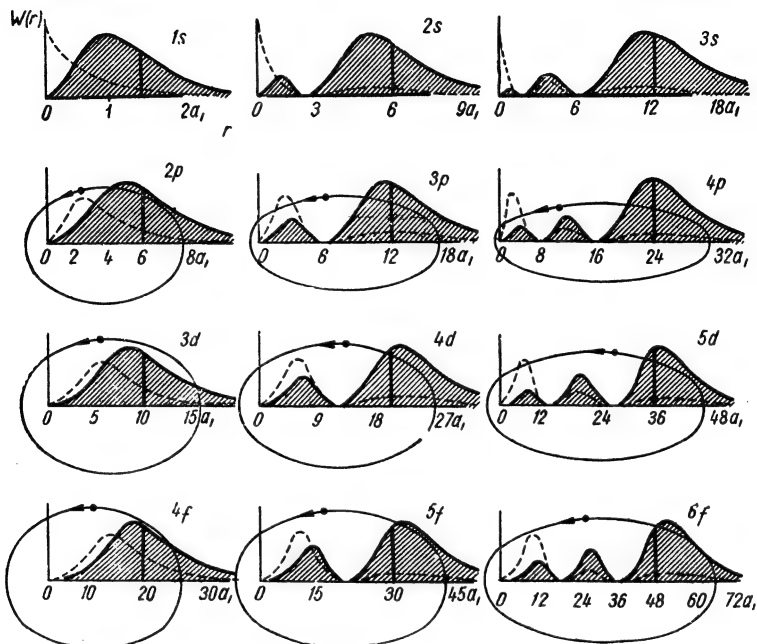 W(r) 1s 2s 3s
0 1 2a₁ 0 3 6 9a₁ 0 6 12 18a₁
r
2p 3p 4p
0 2 4 6 8a₁ 0 6 12 18a₁ 0 8 16 24 32a₁
3d 4d 5d
0 5 10 15a₁ 0 9 18 27a₁ 0 12 24 36 48a₁
4f 5f 6f
0 10 20 30a₁ 0 15 30 45a₁ 0 12 24 36 48 60 72a₁